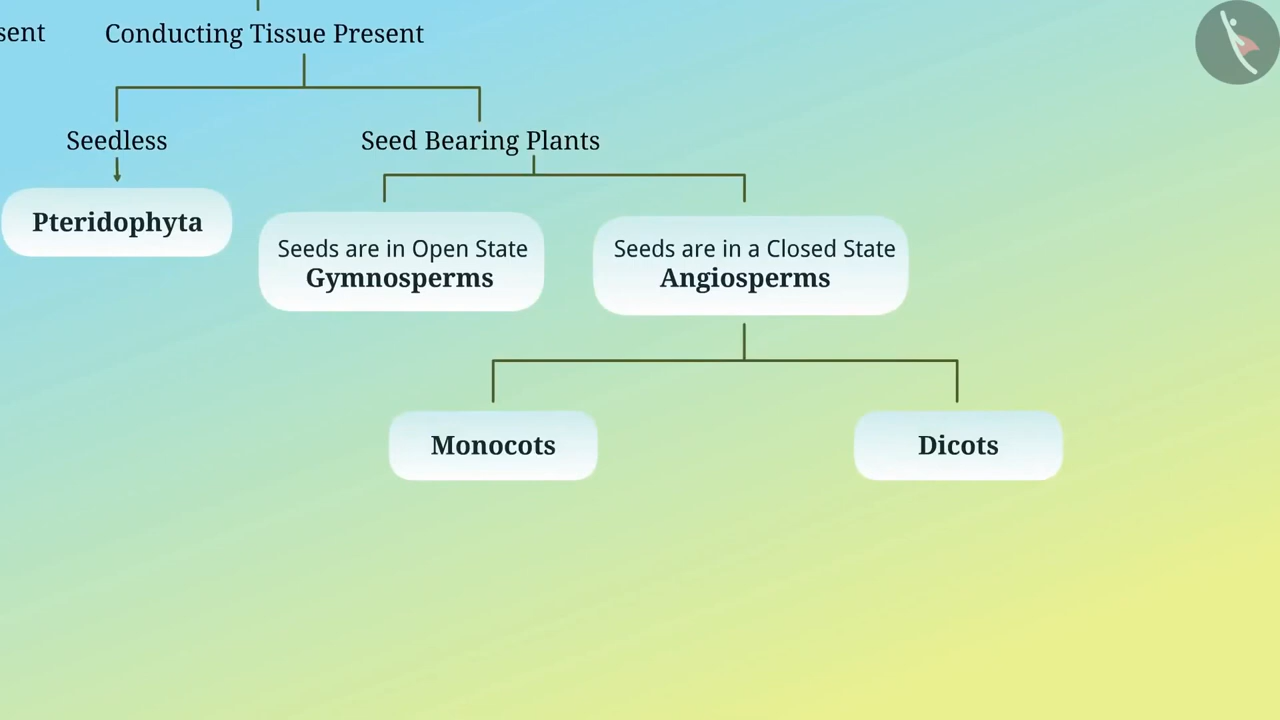 sent
Conducting Tissue Present
Seedless
Seed Bearing Plants
Pteridophyta
Seeds are in Open State
Gymnosperms
Seeds are in a Closed State
Angiosperms
Monocots
Dicots